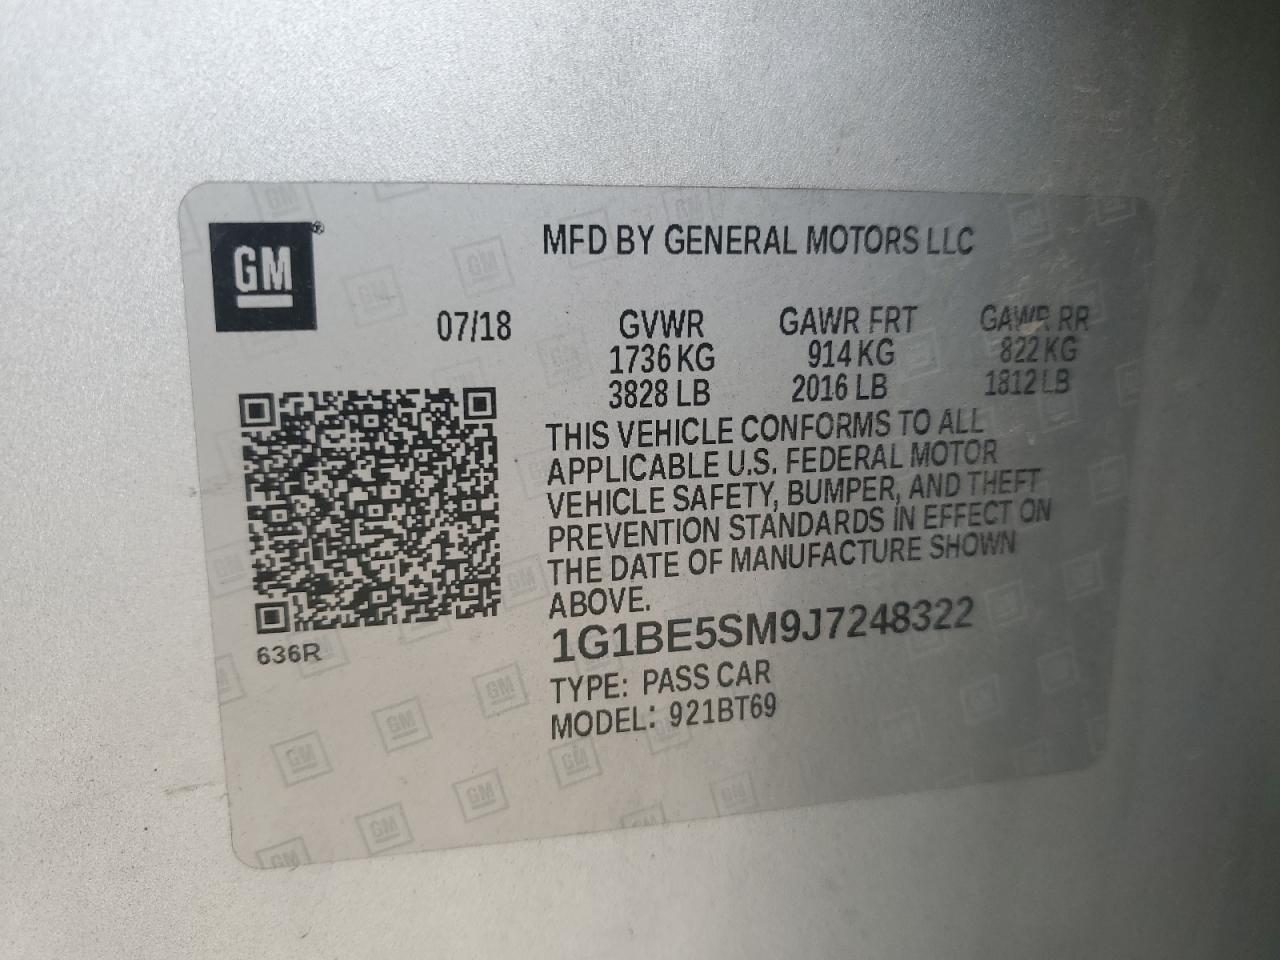 GM®
MFD BY GENERAL MOTORS LLC
07/18 GVWR GAWR FRT GAWR RR
1736 KG 914 KG 822 KG
3828 LB 2016 LB 1812 LB
THIS VEHICLE CONFORMS TO ALL
APPLICABLE U.S. FEDERAL MOTOR
VEHICLE SAFETY, BUMPER, AND THEFT
PREVENTION STANDARDS IN EFFECT ON
THE DATE OF MANUFACTURE SHOWN
ABOVE.
1G1BE5SM9J7248322
636R
TYPE: PASS CAR
MODEL: 921BT69